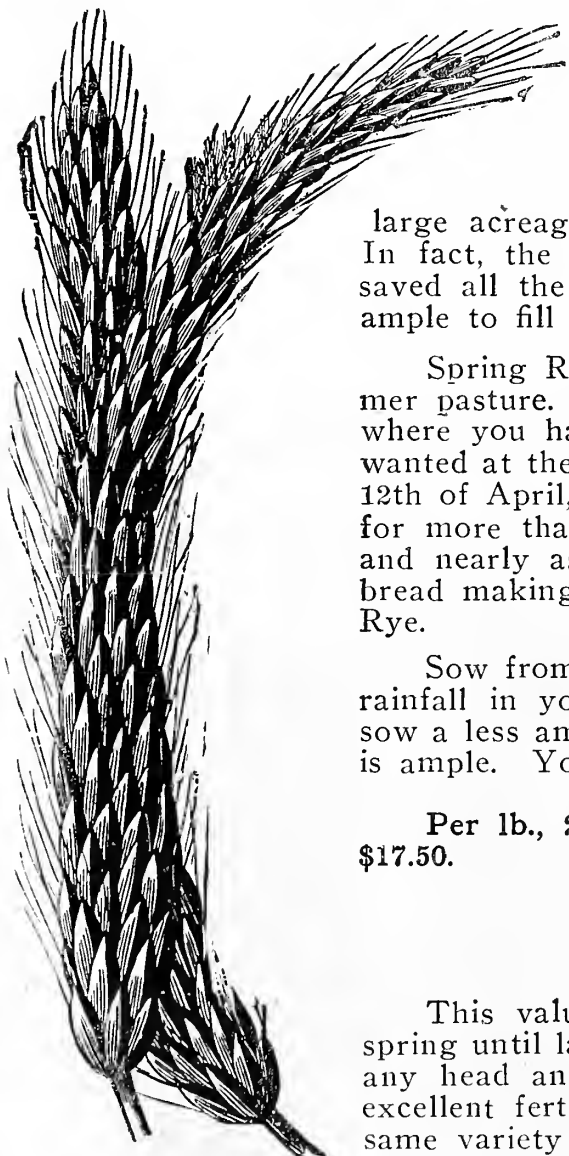 large acreag
In fact, the
saved all the
ample to fill
Spring R
mer pasture.
where you ha
wanted at the
12th of April,
for more tha
and nearly as
bread making
Rye.
Sow from
rainfall in yo
sow a less am
is ample. Yo
Per lb.,
$17.50.
This valu
spring until la
any head an
excellent fert
same variety